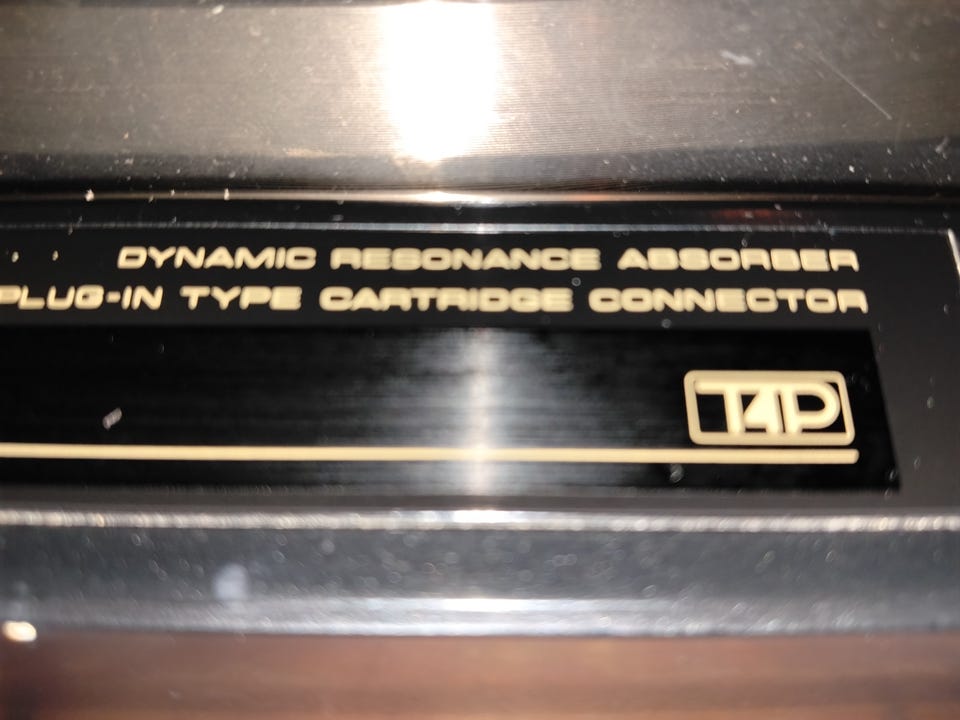 DYNAMIC RESONANCE ABSORBER
PLUG-IN TYPE CARTRIDGE CONNECTOR
T4P